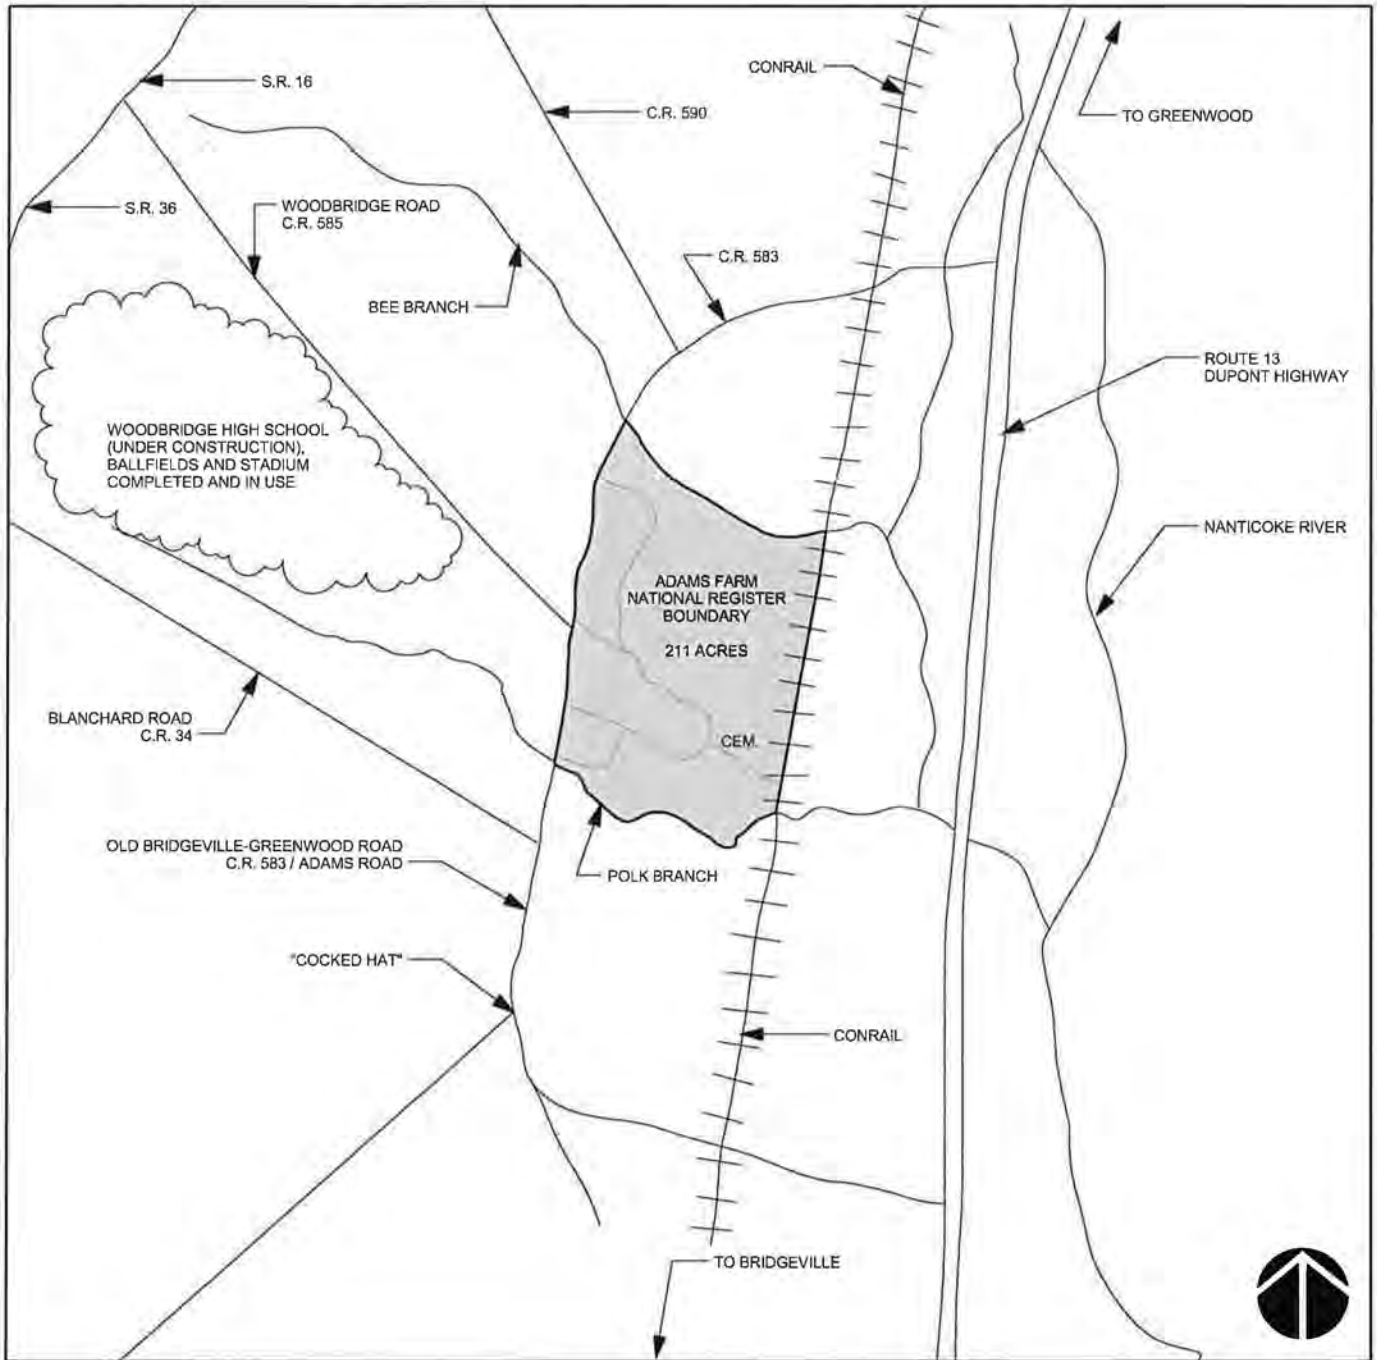 CONRAIL
S.R. 16
C.R. 590
TO GREENWOOD
S.R. 36
WOODBRIDGE ROAD
C.R. 585
C.R. 583
BEE BRANCH
ROUTE 13
DUPONT HIGHWAY
WOODBRIDGE HIGH SCHOOL
(UNDER CONSTRUCTION),
BALLFIELDS AND STADIUM
COMPLETED AND IN USE
NANTICOKE RIVER
ADAMS FARM
NATIONAL REGISTER
BOUNDARY
211 ACRES
BLANCHARD ROAD
C.R. 34
CEM.
OLD BRIDGEVILLE-GREENWOOD ROAD
C.R. 583 / ADAMS ROAD
POLK BRANCH
"COCKED HAT"
CONRAIL
TO BRIDGEVILLE